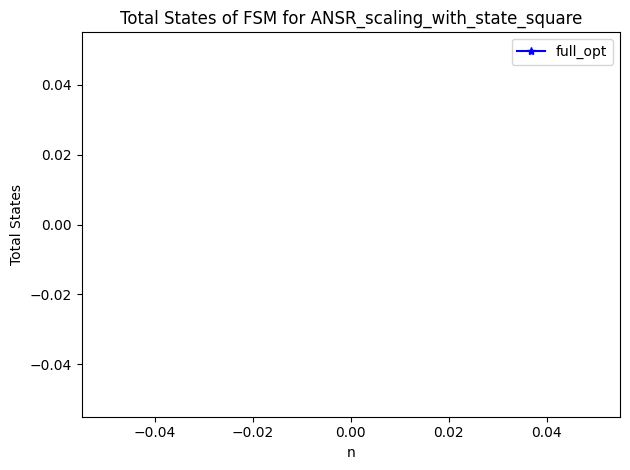 Total States of FSM for ANSR_scaling_with_state_square
full_opt
0.04
0.02
0.00
−0.02
−0.04
Total States
−0.04
−0.02
0.00
0.02
0.04
n